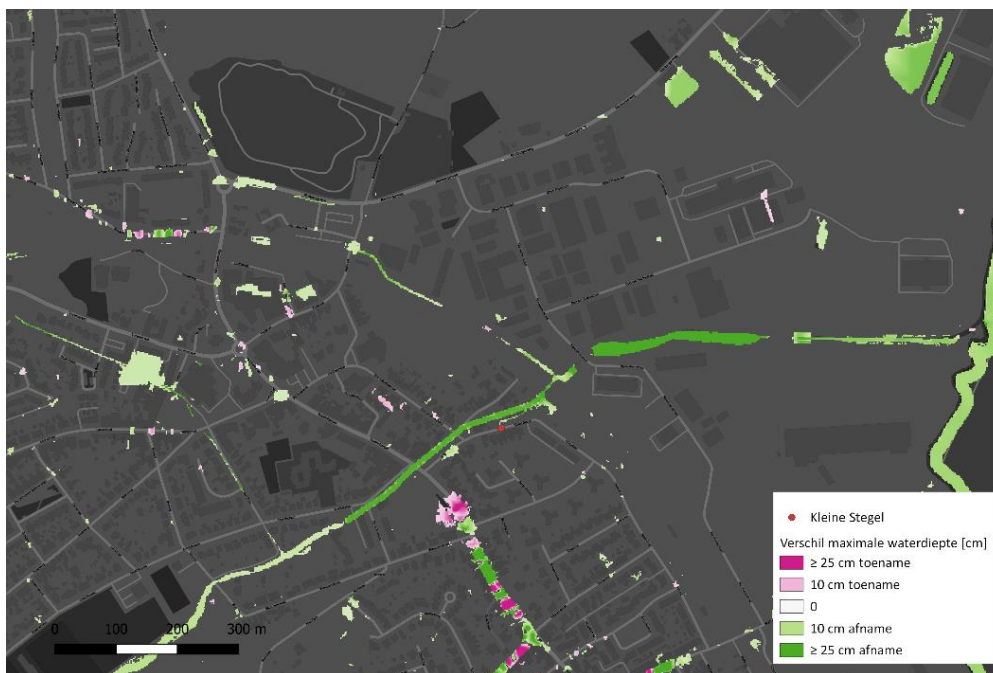 Kleine Stegel
Verschil maximale waterdiepte [cm]
≥ 25 cm toename
10 cm toename
0
10 cm afname
≥ 25 cm afname
0 100 200 300 m